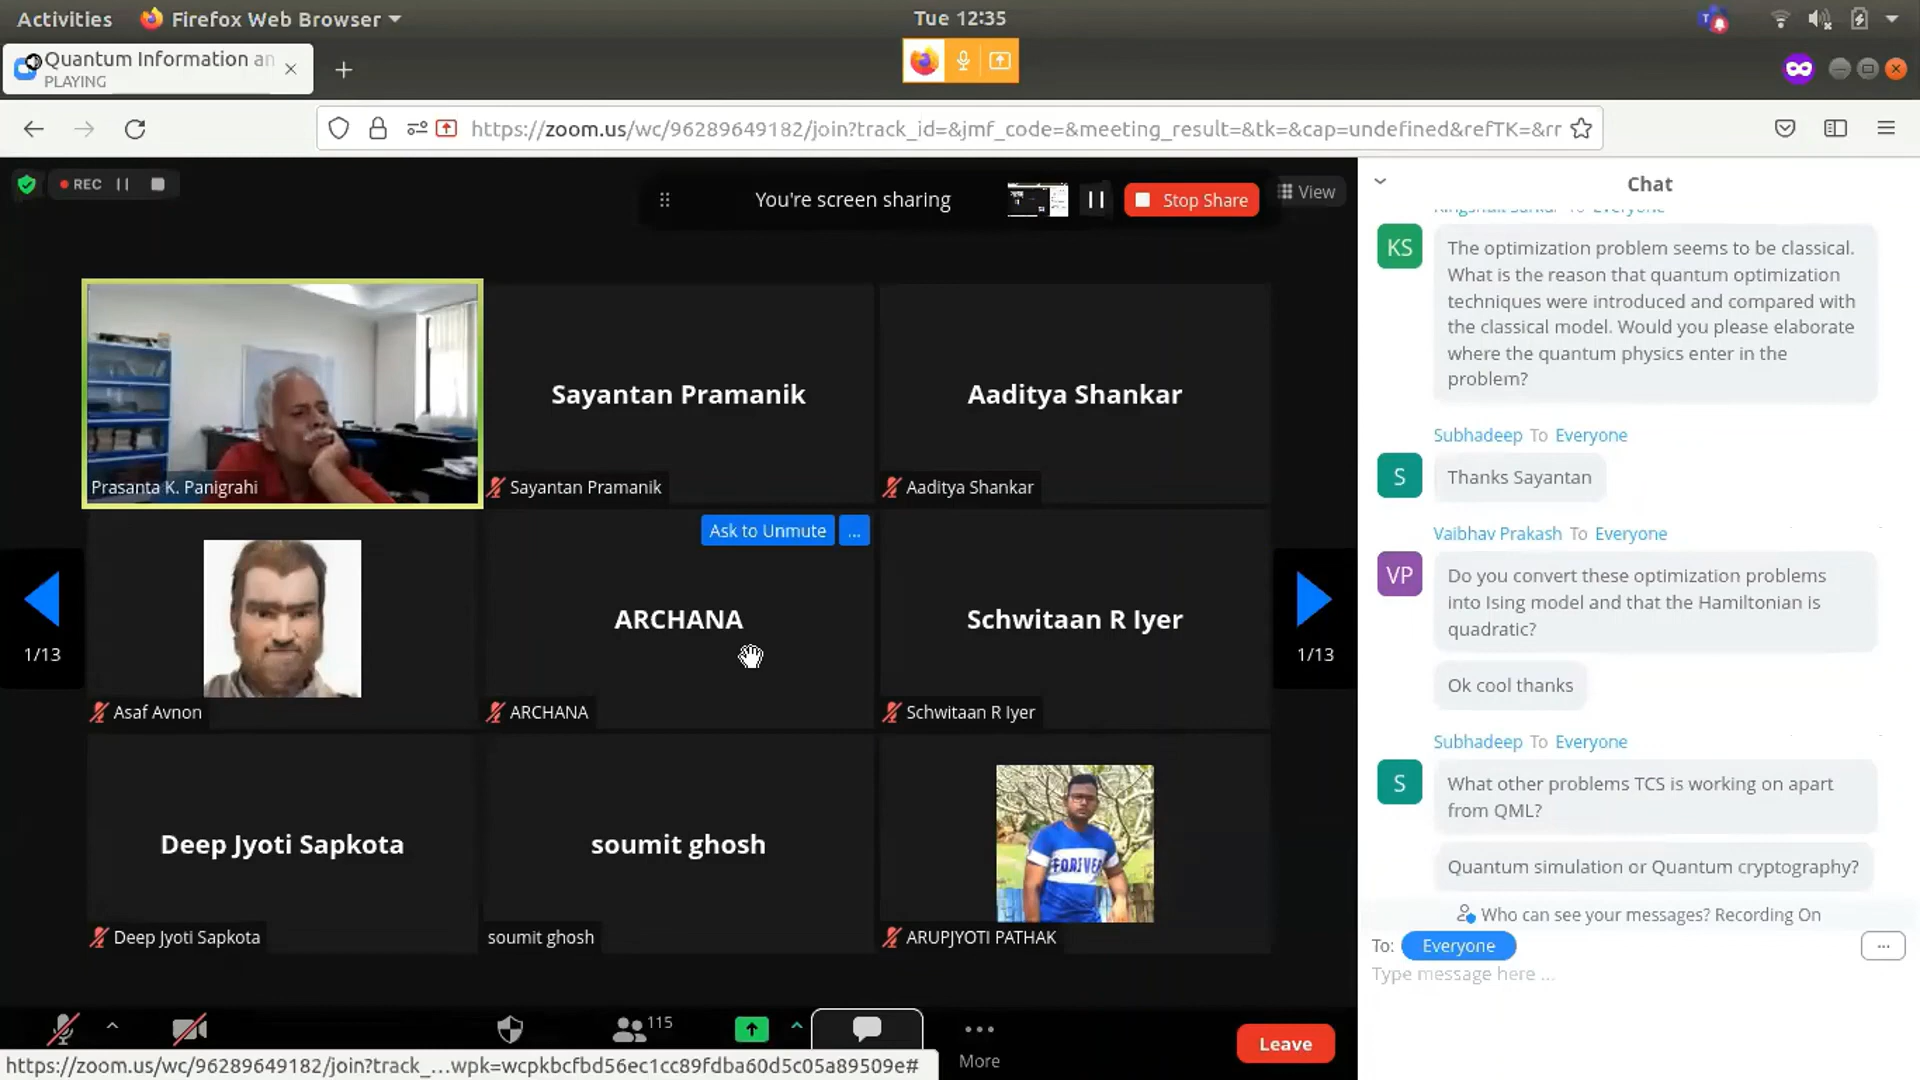 Activities
Firefox Web Browser
Tue 12:35
Quantum Information an
PLAYING
https://zoom.us/wc/96289649182/join?track_id=&jmf_code=&meeting_result=&tk=&cap=undefined&refTK=&rr
REC
You're screen sharing
Stop Share
View
Prasanta K. Panigrahi
Sayantan Pramanik
Sayantan Pramanik
Aaditya Shankar
Aaditya Shankar
1/13
Asaf Avnon
Ask to Unmute
...
ARCHANA
ARCHANA
Schwitaan R Iyer
Schwitaan R Iyer
1/13
Deep Jyoti Sapkota
Deep Jyoti Sapkota
soumit ghosh
soumit ghosh
FOREVER
ARUPJYOTI PATHAK
115
More
Leave
https://zoom.us/wc/96289649182/join?track_...wpk=wcpkbcfbd56ec1cc89fdba60d5c05a89509e#
Chat
KS
The optimization problem seems to be classical.
What is the reason that quantum optimization
techniques were introduced and compared with
the classical model. Would you please elaborate
where the quantum physics enter in the
problem?
Subhadeep To Everyone
S
Thanks Sayantan
Vaibhav Prakash To Everyone
VP
Do you convert these optimization problems
into Ising model and that the Hamiltonian is
quadratic?
Ok cool thanks
Subhadeep To Everyone
S
What other problems TCS is working on apart
from QML?
Quantum simulation or Quantum cryptography?
Who can see your messages? Recording On
To: Everyone
...
Type message here ...